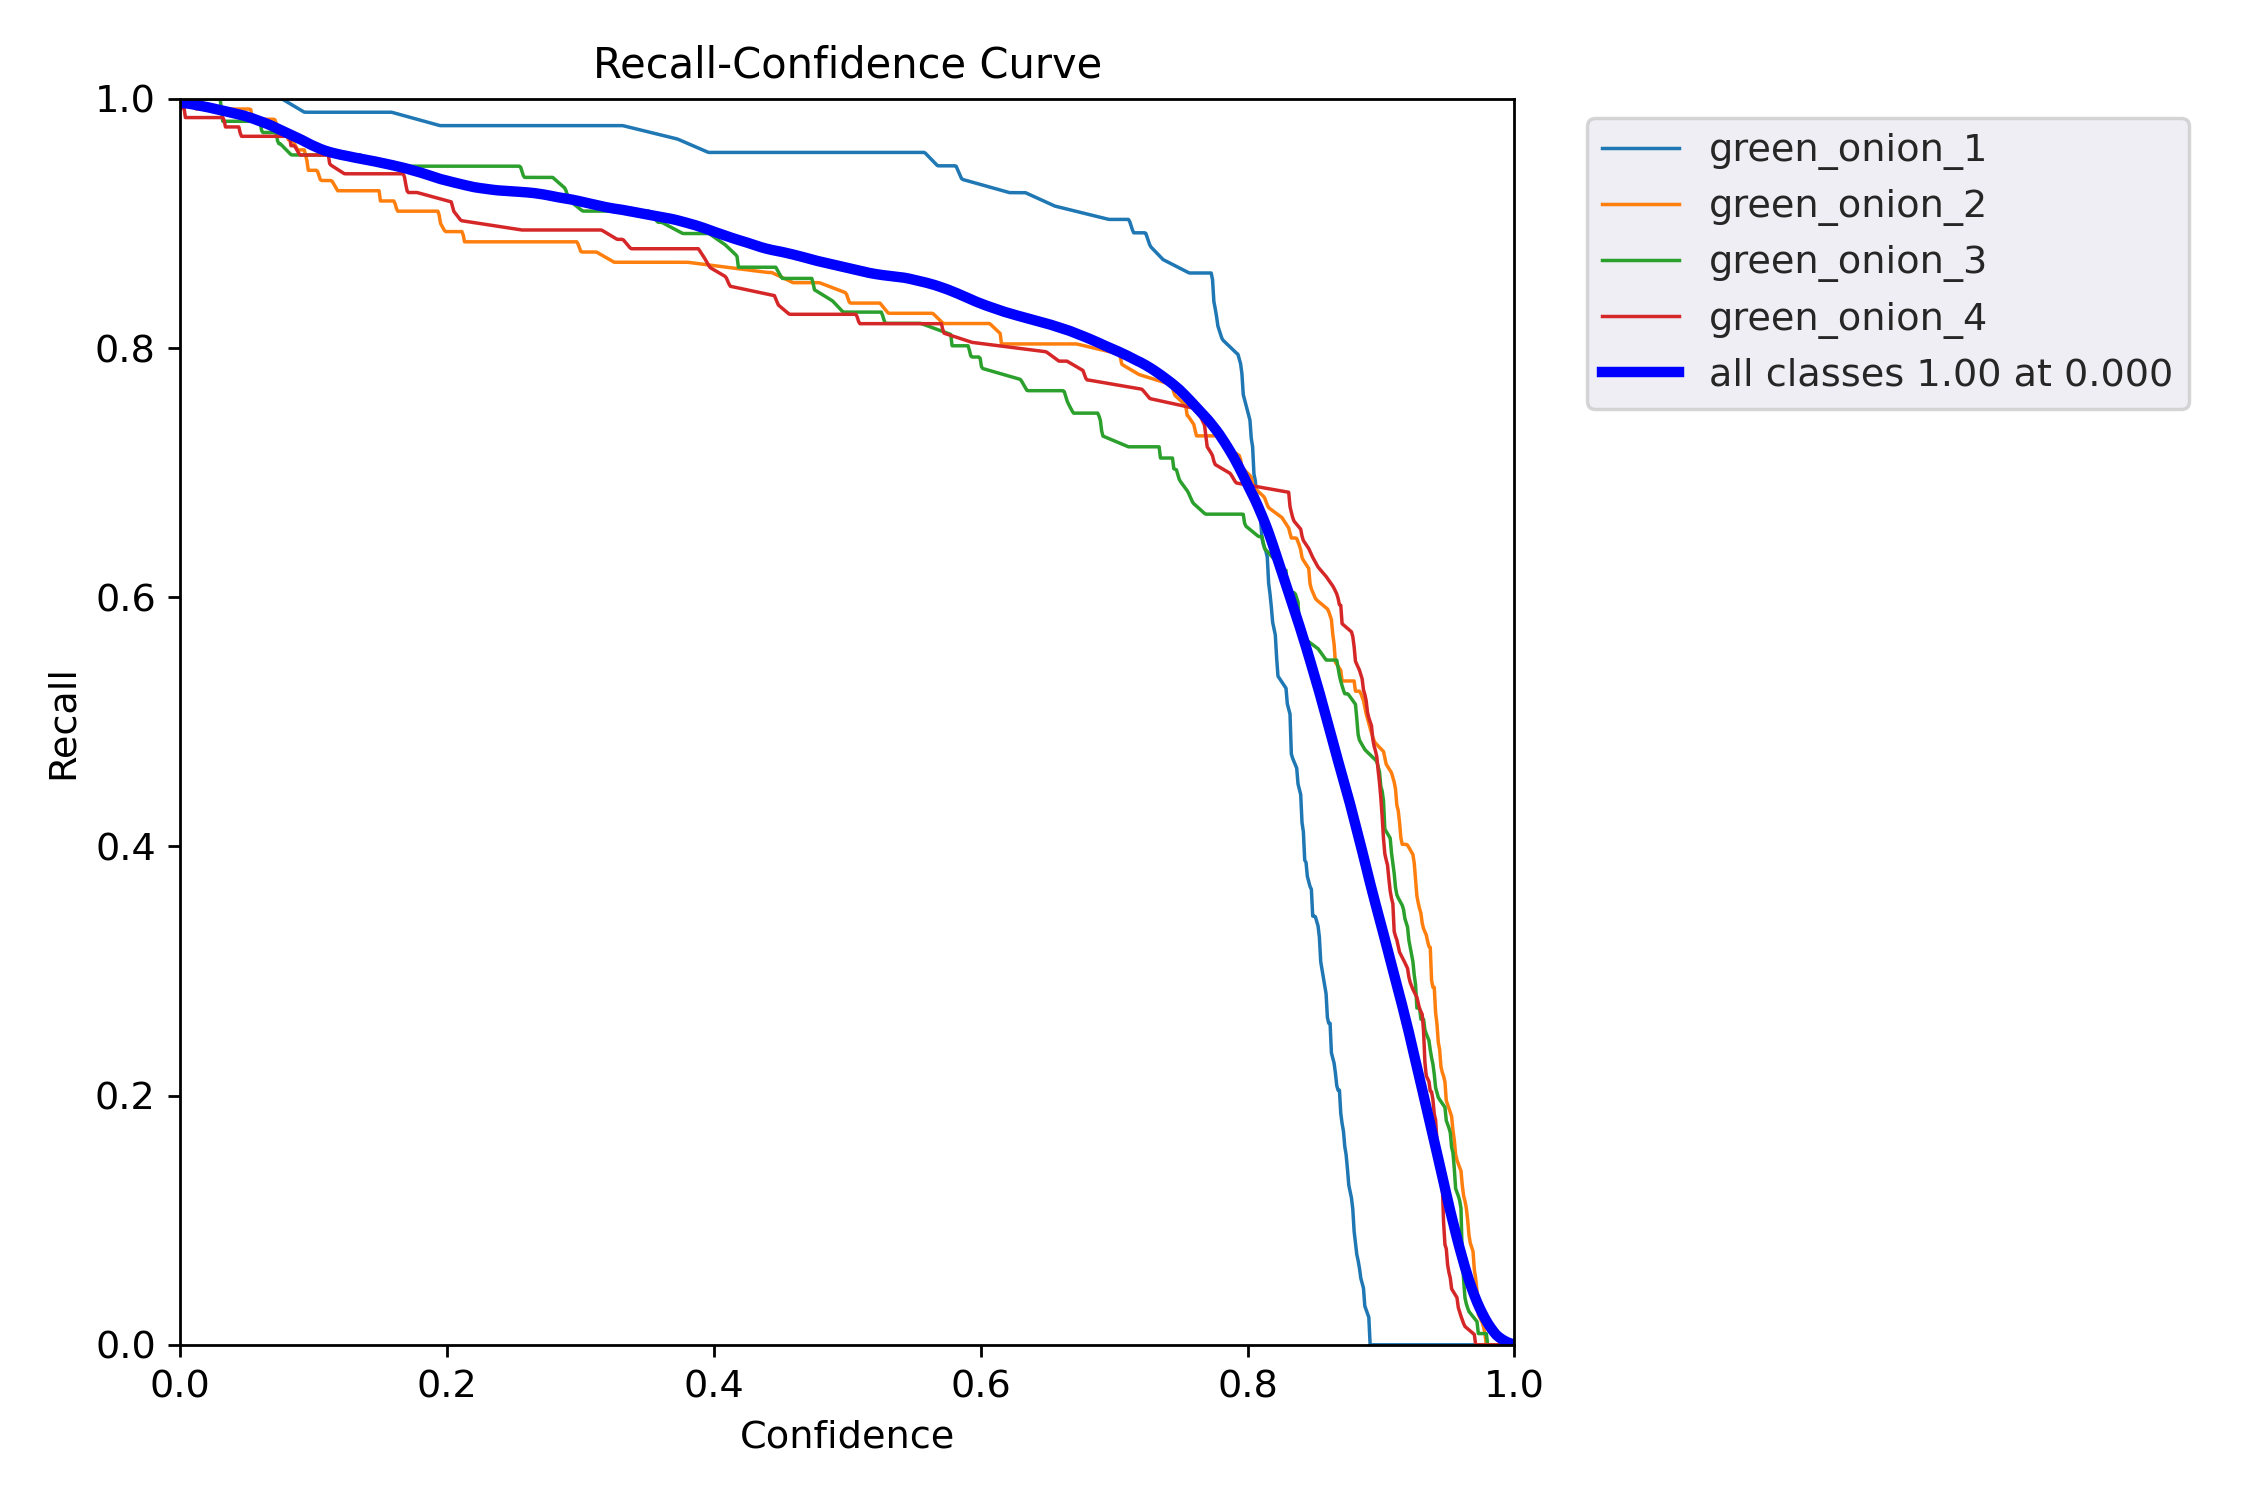 Recall-Confidence Curve
1.0
0.8
0.6
0.4
0.2
0.0
Recall
0.0 0.2 0.4 0.6 0.8 1.0
Confidence
green_onion_1
green_onion_2
green_onion_3
green_onion_4
all classes 1.00 at 0.000